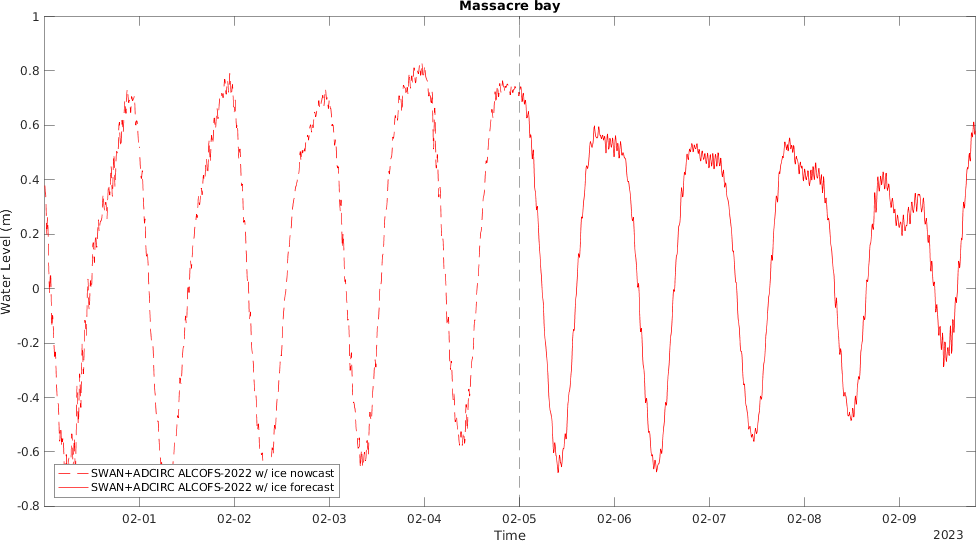 Massacre bay
1
0.8
0.6
0.4
0.2
0
-0.2
-0.4
-0.6
-0.8
Water Level (m)
SWAN+ADCIRC ALCOFS-2022 w/ ice nowcast
SWAN+ADCIRC ALCOFS-2022 w/ ice forecast
02-01 02-02 02-03 02-04 02-05 02-06 02-07 02-08 02-09
Time
2023